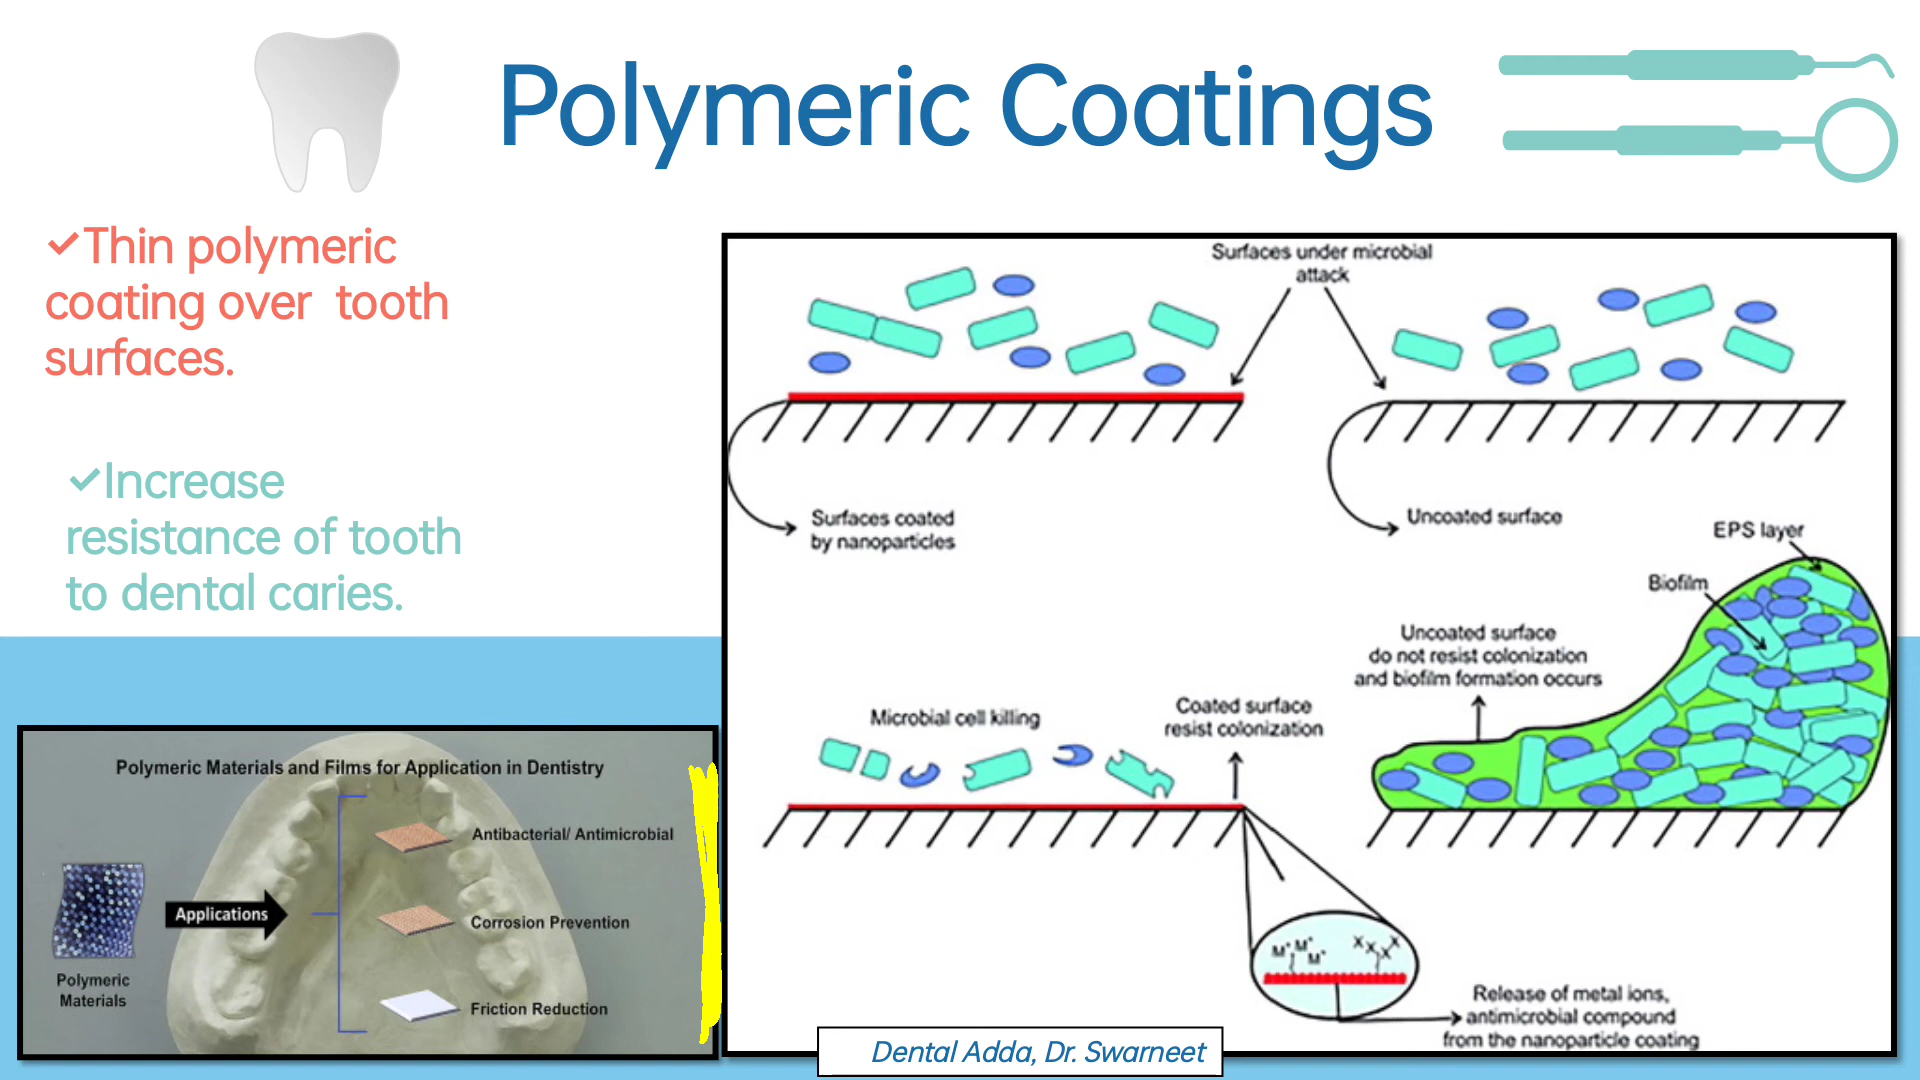 Polymeric Coatings
✓Thin polymeric
coating over tooth
surfaces.
✓Increase
resistance of tooth
to dental caries.
Surfaces under microbial
attack
Surfaces coated
by nanoparticles
Uncoated surface
EPS layer
Biofilm
Uncoated surface
do not resist colonization
and biofilm formation occurs
Microbial cell killing
Coated surface
resist colonization
M⁺ M⁺ M⁺
X X X X
Release of metal ions,
antimicrobial compound
from the nanoparticle coating
Polymeric Materials and Films for Application in Dentistry
Antibacterial/ Antimicrobial
Applications
Corrosion Prevention
Polymeric
Materials
Friction Reduction
Dental Adda, Dr. Swarneet